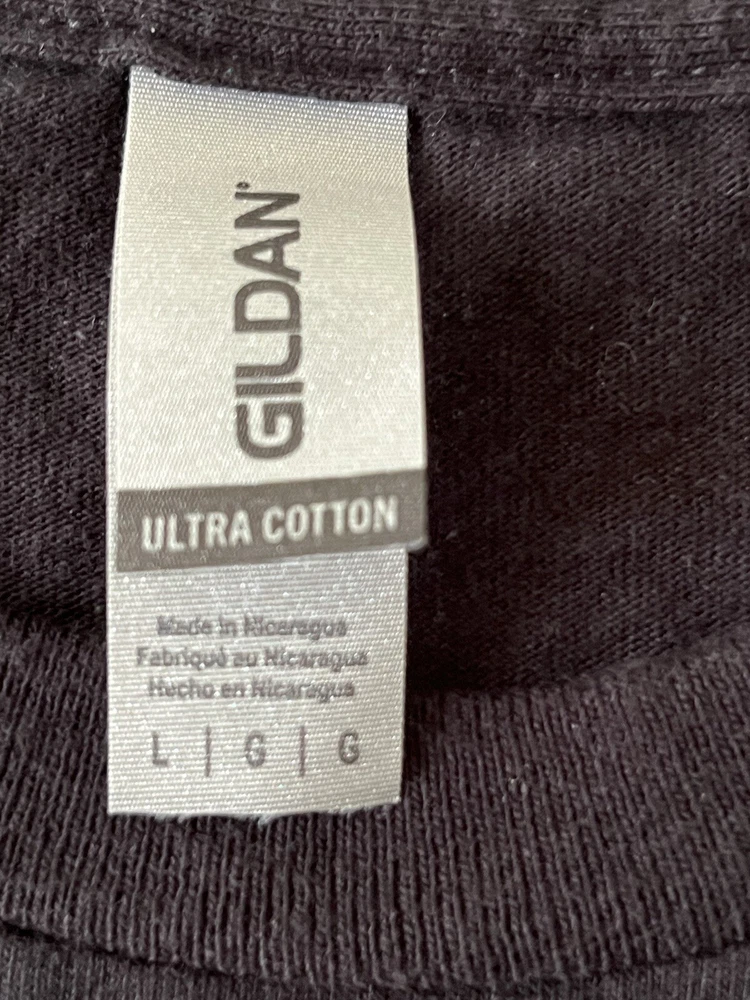 GILDAN®
ULTRA COTTON
Made in Nicaragua
Fabriqué au Nicaragua
Hecho en Nicaragua
L | G | G